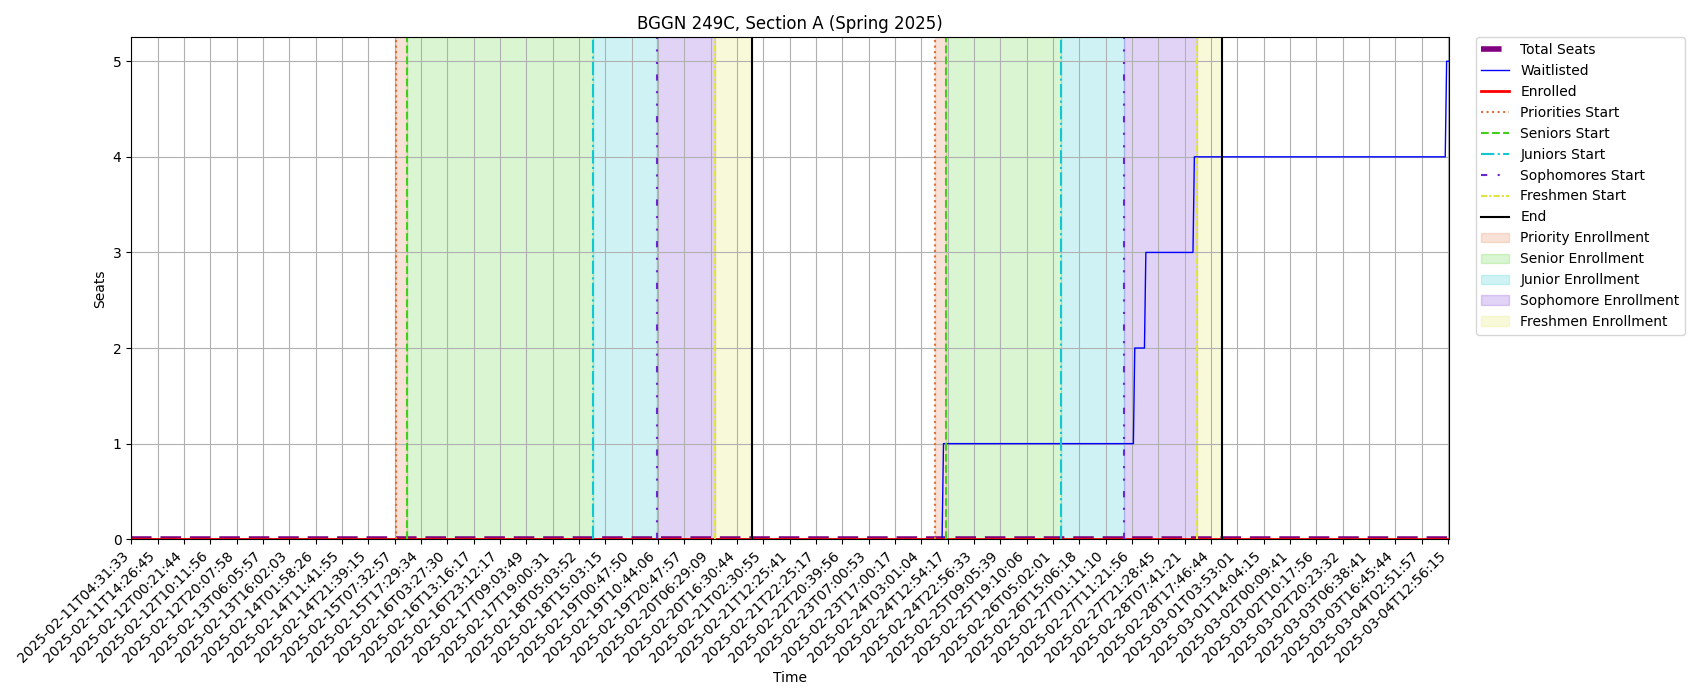 BGGN 249C, Section A (Spring 2025)
Seats
5
4
3
2
1
0
2025-02-11T04:31:33
2025-02-11T14:26:45
2025-02-12T00:21:44
2025-02-12T10:11:56
2025-02-12T20:07:58
2025-02-13T06:05:57
2025-02-13T16:02:03
2025-02-14T01:58:26
2025-02-14T11:41:55
2025-02-14T21:39:15
2025-02-15T07:32:57
2025-02-15T17:29:34
2025-02-16T03:27:30
2025-02-16T13:16:17
2025-02-16T23:12:17
2025-02-17T09:03:49
2025-02-17T19:00:31
2025-02-18T05:03:52
2025-02-18T15:03:15
2025-02-19T00:47:50
2025-02-19T10:44:06
2025-02-19T20:47:57
2025-02-20T06:29:09
2025-02-20T16:30:44
2025-02-21T02:30:55
2025-02-21T12:25:41
2025-02-21T22:25:17
2025-02-22T20:39:56
2025-02-23T07:00:53
2025-02-23T17:00:17
2025-02-24T03:01:04
2025-02-24T12:54:17
2025-02-24T22:56:33
2025-02-25T09:05:39
2025-02-25T19:10:06
2025-02-26T05:02:01
2025-02-26T15:06:18
2025-02-27T01:11:10
2025-02-27T11:21:56
2025-02-27T21:28:45
2025-02-28T07:41:21
2025-02-28T17:46:44
2025-03-01T03:53:01
2025-03-01T14:04:15
2025-03-02T00:09:41
2025-03-02T10:17:56
2025-03-02T20:23:32
2025-03-03T06:38:41
2025-03-03T16:45:44
2025-03-04T02:51:57
2025-03-04T12:56:15
Time
Total Seats
Waitlisted
Enrolled
Priorities Start
Seniors Start
Juniors Start
Sophomores Start
Freshmen Start
End
Priority Enrollment
Senior Enrollment
Junior Enrollment
Sophomore Enrollment
Freshmen Enrollment